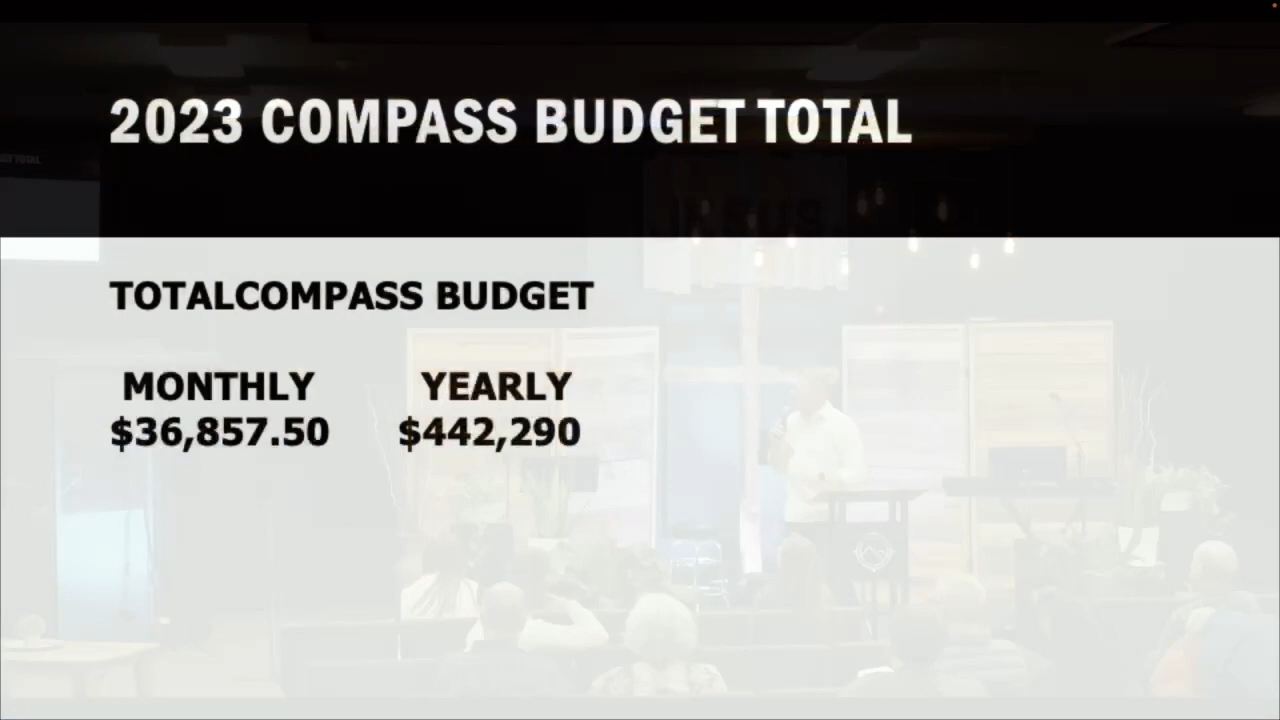 2023 COMPASS BUDGET TOTAL
TOTALCOMPASS BUDGET
MONTHLY YEARLY
$36,857.50 $442,290